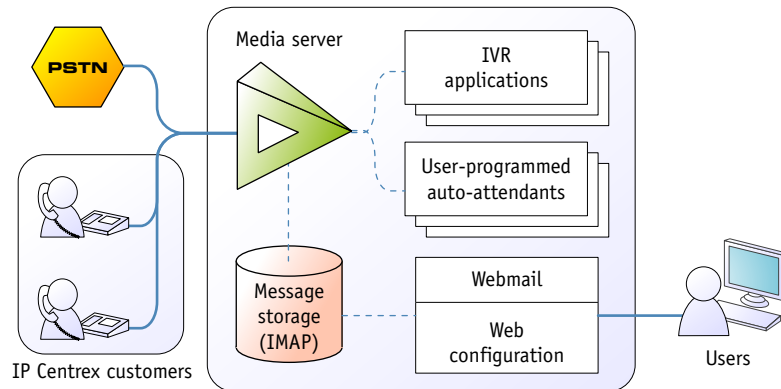 Media server
PSTN
IVR
applications
User-programmed
auto-attendants
Message
storage
(IMAP)
Webmail
Web
configuration
IP Centrex customers
Users